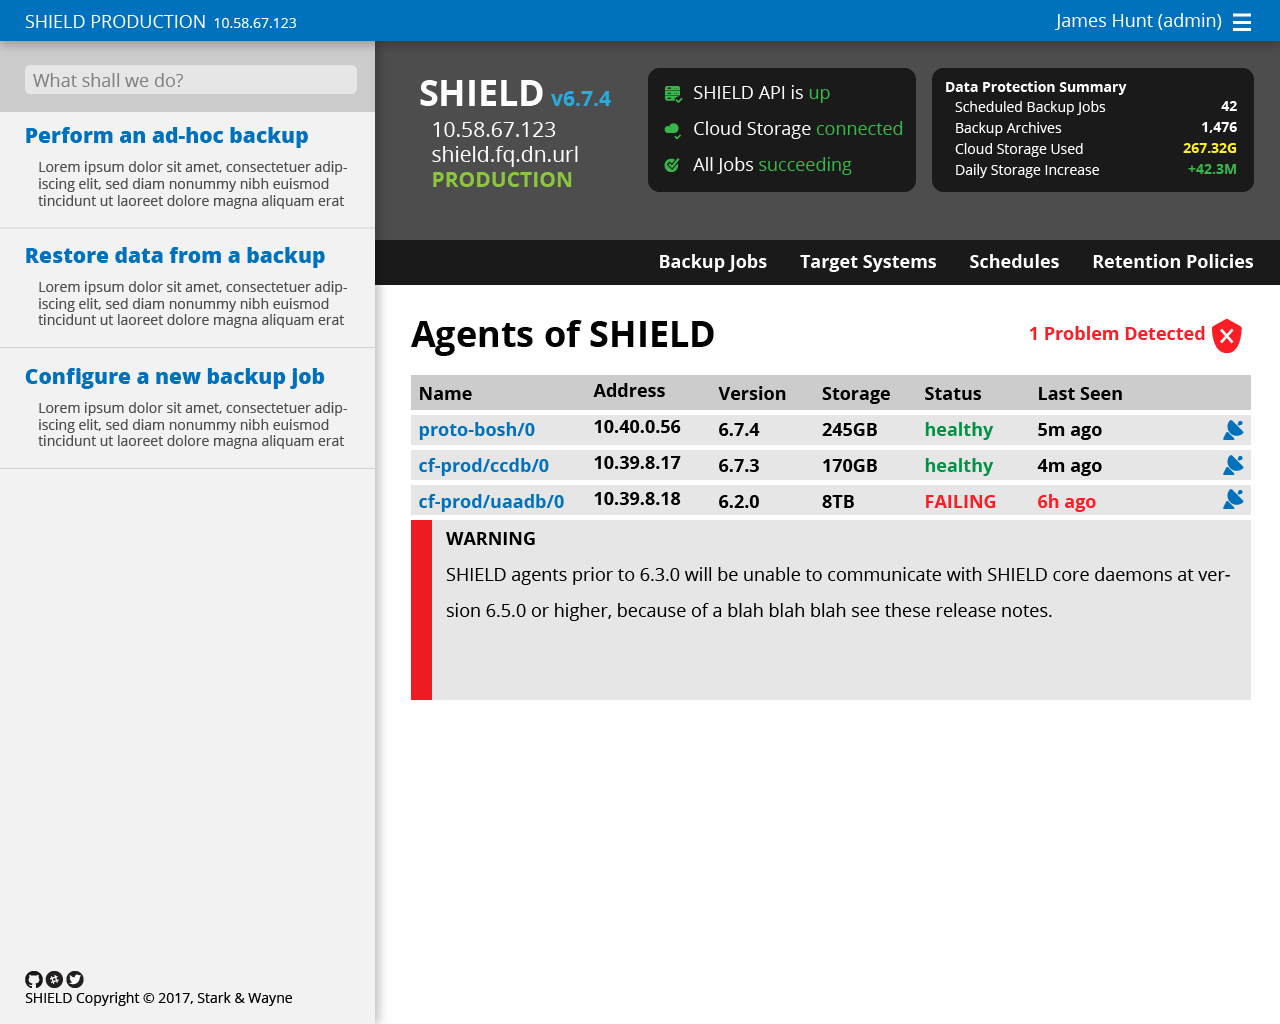 SHIELD PRODUCTION 10.58.67.123
James Hunt (admin)
What shall we do?
Perform an ad-hoc backup
Lorem ipsum dolor sit amet, consectetuer adip-
iscing elit, sed diam nonummy nibh euismod
tincidunt ut laoreet dolore magna aliquam erat
Restore data from a backup
Lorem ipsum dolor sit amet, consectetuer adip-
iscing elit, sed diam nonummy nibh euismod
tincidunt ut laoreet dolore magna aliquam erat
Configure a new backup job
Lorem ipsum dolor sit amet, consectetuer adip-
iscing elit, sed diam nonummy nibh euismod
tincidunt ut laoreet dolore magna aliquam erat
SHIELD Copyright © 2017, Stark & Wayne
SHIELD v6.7.4
10.58.67.123
shield.fq.dn.url
PRODUCTION
SHIELD API is up
Cloud Storage connected
All Jobs succeeding
Data Protection Summary
Scheduled Backup Jobs 42
Backup Archives 1,476
Cloud Storage Used 267.32G
Daily Storage Increase +42.3M
Backup Jobs Target Systems Schedules Retention Policies
Agents of SHIELD
1 Problem Detected
Name Address Version Storage Status Last Seen
proto-bosh/0 10.40.0.56 6.7.4 245GB healthy 5m ago
cf-prod/ccdb/0 10.39.8.17 6.7.3 170GB healthy 4m ago
cf-prod/uaadb/0 10.39.8.18 6.2.0 8TB FAILING 6h ago
WARNING
SHIELD agents prior to 6.3.0 will be unable to communicate with SHIELD core daemons at ver-
sion 6.5.0 or higher, because of a blah blah blah see these release notes.